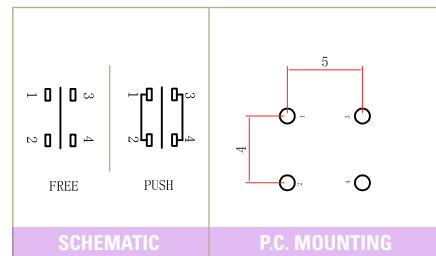 1 3 1 3
2 4 2 4
FREE PUSH
SCHEMATIC
5
4
1 3
2 4
P.C. MOUNTING